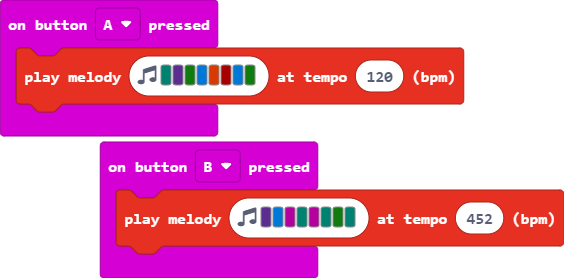 on button A pressed
play melody at tempo 120 (bpm)
on button B pressed
play melody at tempo 452 (bpm)